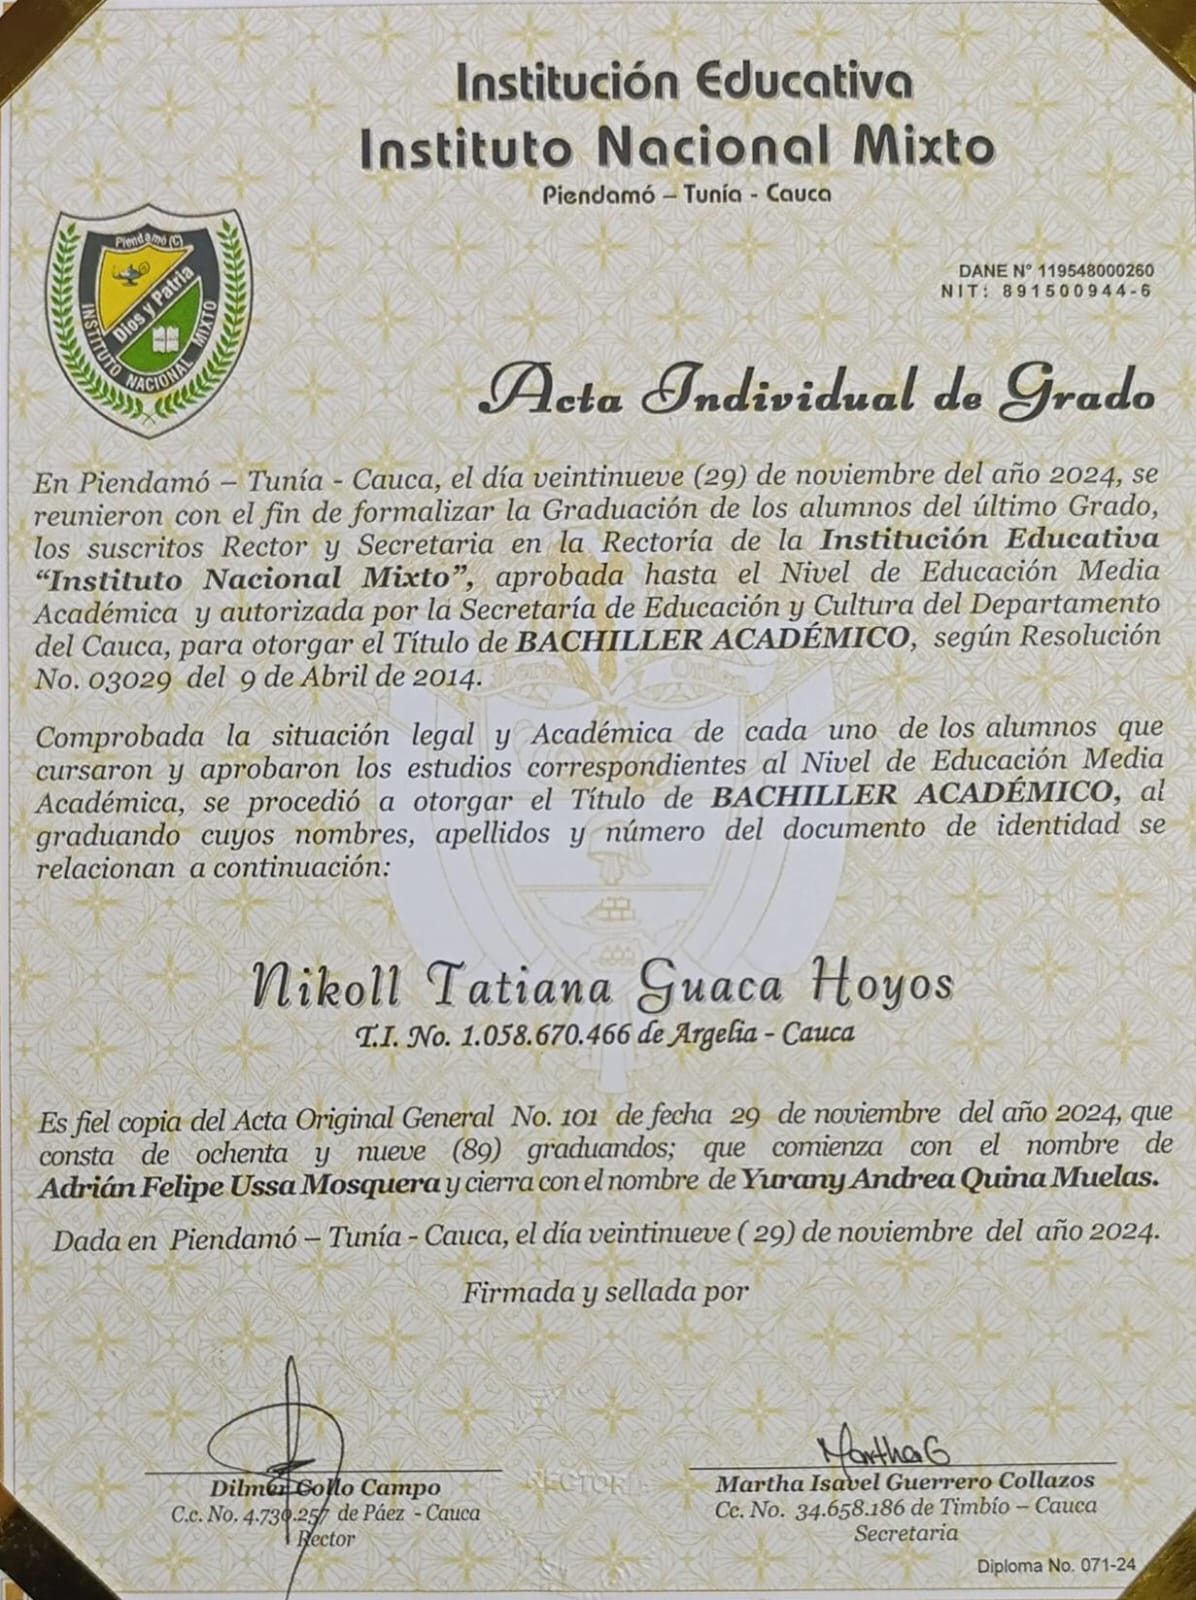 Institución Educativa
Instituto Nacional Mixto
Piendamó – Tunía - Cauca
Piendamó (C)
Dios y Patria
INSTITUTO NACIONAL MIXTO
DANE N° 119548000260
NIT: 891500944-6
Acta Individual de Grado
En Piendamó – Tunía - Cauca, el día veintinueve (29) de noviembre del año 2024, se
reunieron con el fin de formalizar la Graduación de los alumnos del último Grado,
los suscritos Rector y Secretaria en la Rectoría de la Institución Educativa
“Instituto Nacional Mixto”, aprobada hasta el Nivel de Educación Media
Académica y autorizada por la Secretaría de Educación y Cultura del Departamento
del Cauca, para otorgar el Título de BACHILLER ACADÉMICO, según Resolución
No. 03029 del 9 de Abril de 2014.
Comprobada la situación legal y Académica de cada uno de los alumnos que
cursaron y aprobaron los estudios correspondientes al Nivel de Educación Media
Académica, se procedió a otorgar el Título de BACHILLER ACADÉMICO, al
graduando cuyos nombres, apellidos y número del documento de identidad se
relacionan a continuación:
Nikoll Tatiana Guaca Hoyos
T.I. No. 1.058.670.466 de Argelia - Cauca
Es fiel copia del Acta Original General No. 101 de fecha 29 de noviembre del año 2024, que
consta de ochenta y nueve (89) graduandos; que comienza con el nombre de
Adrián Felipe Ussa Mosquera y cierra con el nombre de Yurany Andrea Quina Muelas.
Dada en Piendamó – Tunía - Cauca, el día veintinueve ( 29) de noviembre del año 2024.
Firmada y sellada por
Martha G
Dilmer Collo Campo
C.c. No. 4.730.257 de Páez - Cauca
Rector
RECTORIA
Martha Isabel Guerrero Collazos
Cc. No. 34.658.186 de Timbío – Cauca
Secretaria
Diploma No. 071-24